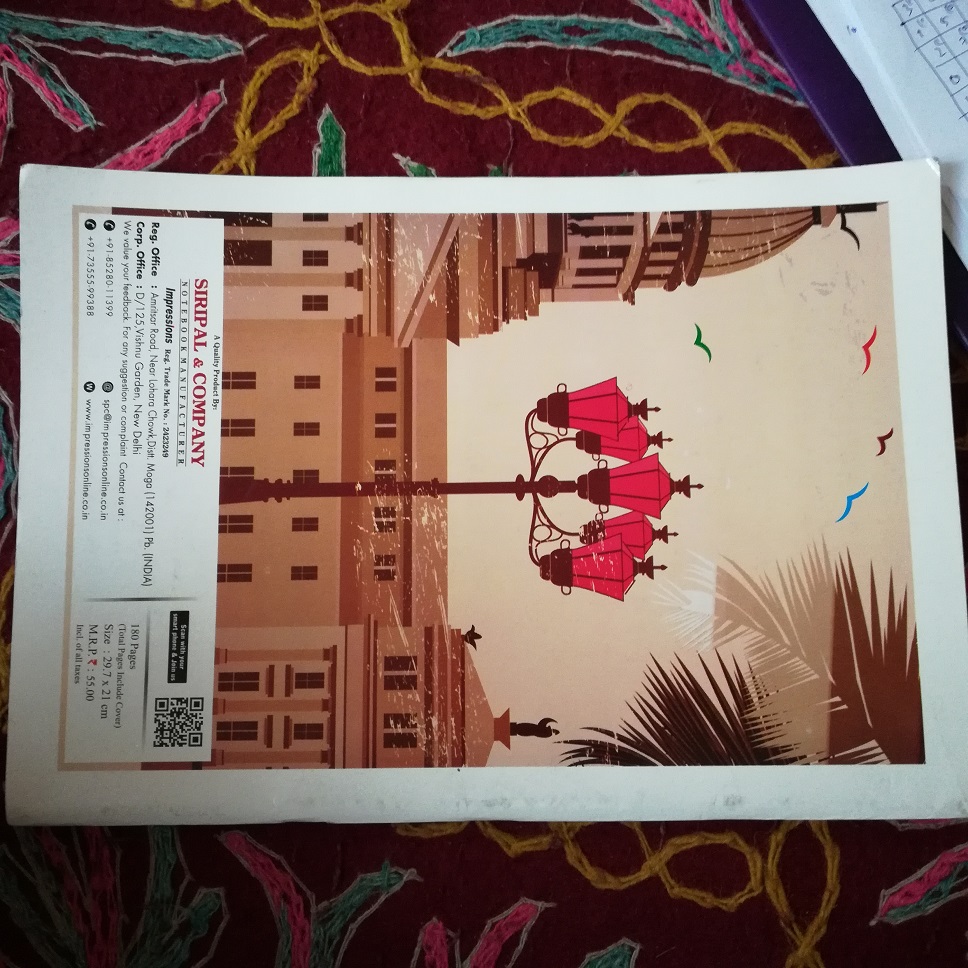 A Quality Product By:
SIRIPAL & COMPANY
NOTEBOOK MANUFACTURER
Impressions Reg. Trade Mark No. : 2423249
Reg. Office : Amritsar Road, Near Lohara Chowk,Distt. Moga (142001) Pb. (INDIA)
Corp. Office : D/125,Vishnu Garden, New Delhi
We value your feedback. For any suggestion or complaint Contact us at :
+91-85280-11399 spc@impressionsonline.co.in
+91-73555-99388 www.impressionsonline.co.in
Scan with your
smart phone & Join us
180 Pages
(Total Pages Include Cover)
Size : 29.7 x 21 cm
M.R.P. ₹ : 55.00
Incl. of all taxes